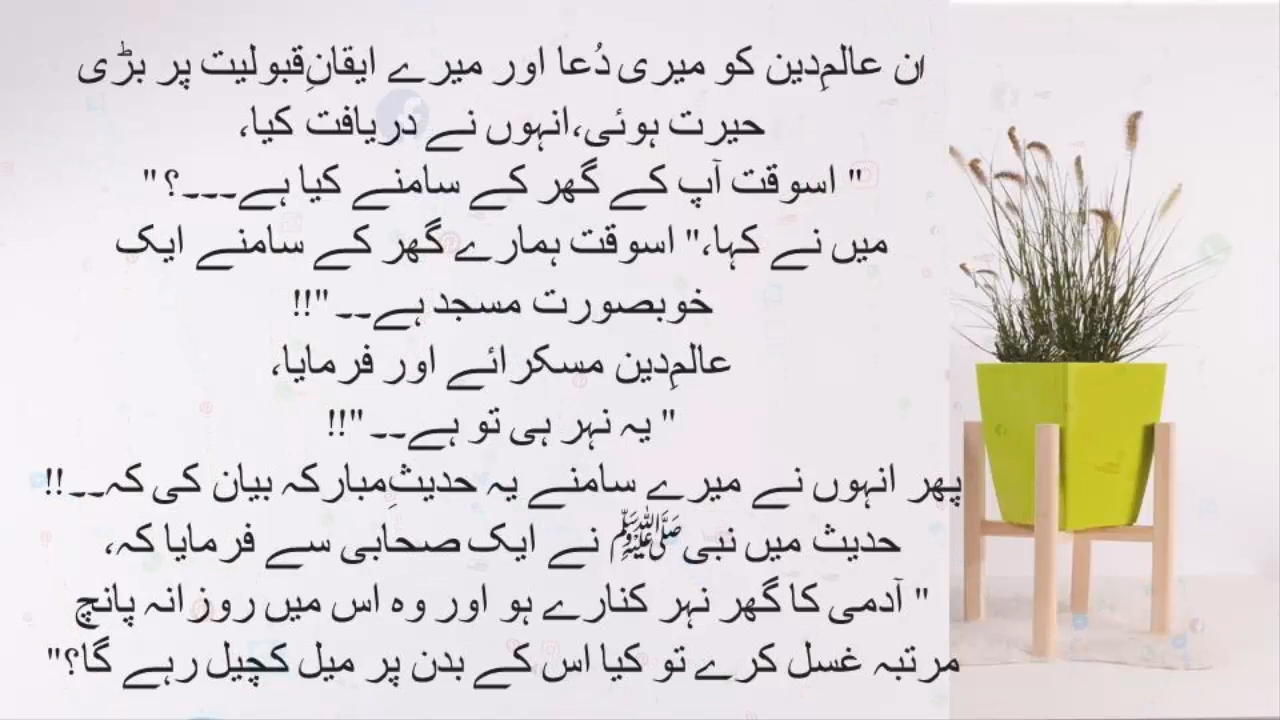 ان عالمِدین کو میری دُعا اور میرے ایقانِقبولیت پر بڑی
حیرت ہوئی،انہوں نے دریافت کیا،
" اسوقت آپ کے گھر کے سامنے کیا ہے۔۔۔؟"
میں نے کہا،" اسوقت ہمارے گھر کے سامنے ایک
خوبصورت مسجد ہے۔۔"!!
عالمِدین مسکرائے اور فرمایا،
" یہ نہر ہی تو ہے۔۔"!!
پھر انہوں نے میرے سامنے یہ حدیثِمبارکہ بیان کی کہ۔۔!!
حدیث میں نبیﷺ نے ایک صحابی سے فرمایا کہ،
" آدمی کا گھر نہر کنارے ہو اور وہ اس میں روزانہ پانچ
مرتبہ غسل کرے تو کیا اس کے بدن پر میل کچیل رہے گا؟"